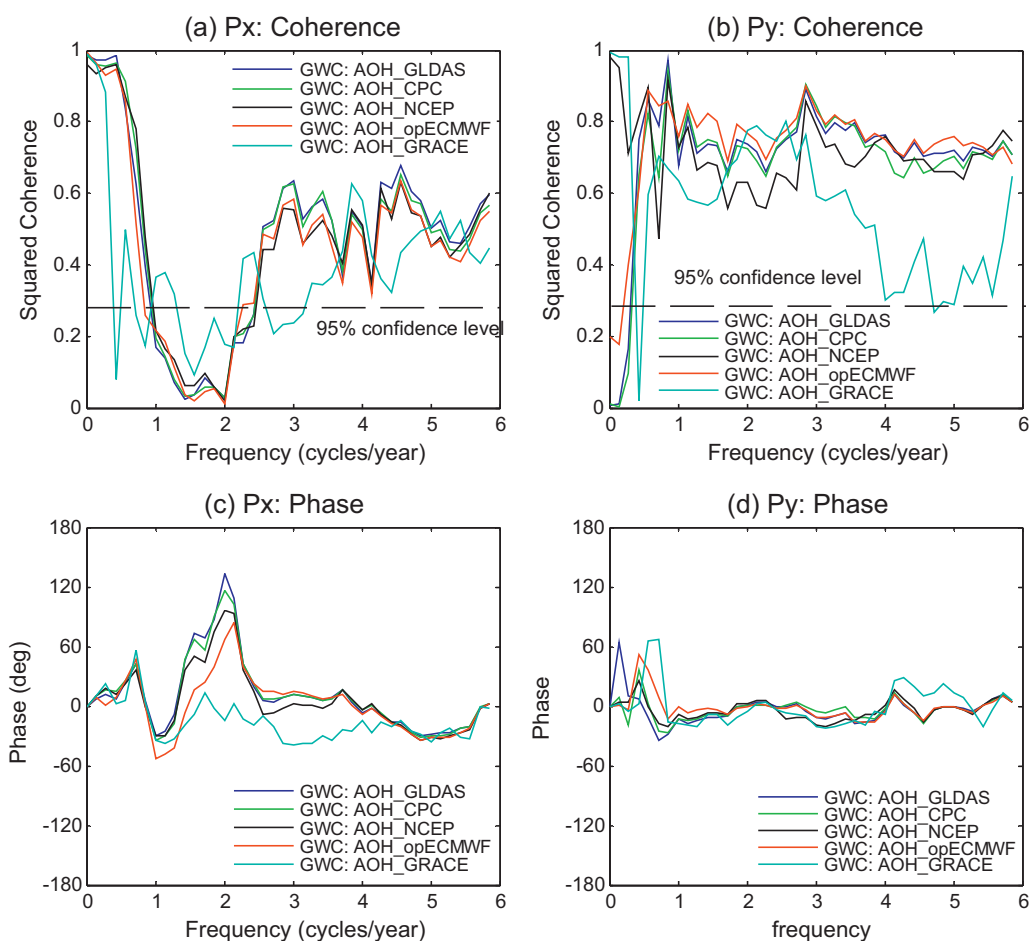 (a) Px: Coherence
1
0.8
0.6
0.4
0.2
0
Squared Coherence
GWC: AOH_GLDAS
GWC: AOH_CPC
GWC: AOH_NCEP
GWC: AOH_opECMWF
GWC: AOH_GRACE
95% confidence level
0 1 2 3 4 5 6
Frequency (cycles/year)
(b) Py: Coherence
1
0.8
0.6
0.4
0.2
0
Squared Coherence
95% confidence level
GWC: AOH_GLDAS
GWC: AOH_CPC
GWC: AOH_NCEP
GWC: AOH_opECMWF
GWC: AOH_GRACE
0 1 2 3 4 5 6
Frequency (cycles/year)
(c) Px: Phase
180
120
60
0
-60
-120
-180
Phase (deg)
GWC: AOH_GLDAS
GWC: AOH_CPC
GWC: AOH_NCEP
GWC: AOH_opECMWF
GWC: AOH_GRACE
0 1 2 3 4 5 6
Frequency (cycles/year)
(d) Py: Phase
180
120
60
0
-60
-120
-180
Phase
GWC: AOH_GLDAS
GWC: AOH_CPC
GWC: AOH_NCEP
GWC: AOH_opECMWF
GWC: AOH_GRACE
0 1 2 3 4 5 6
frequency